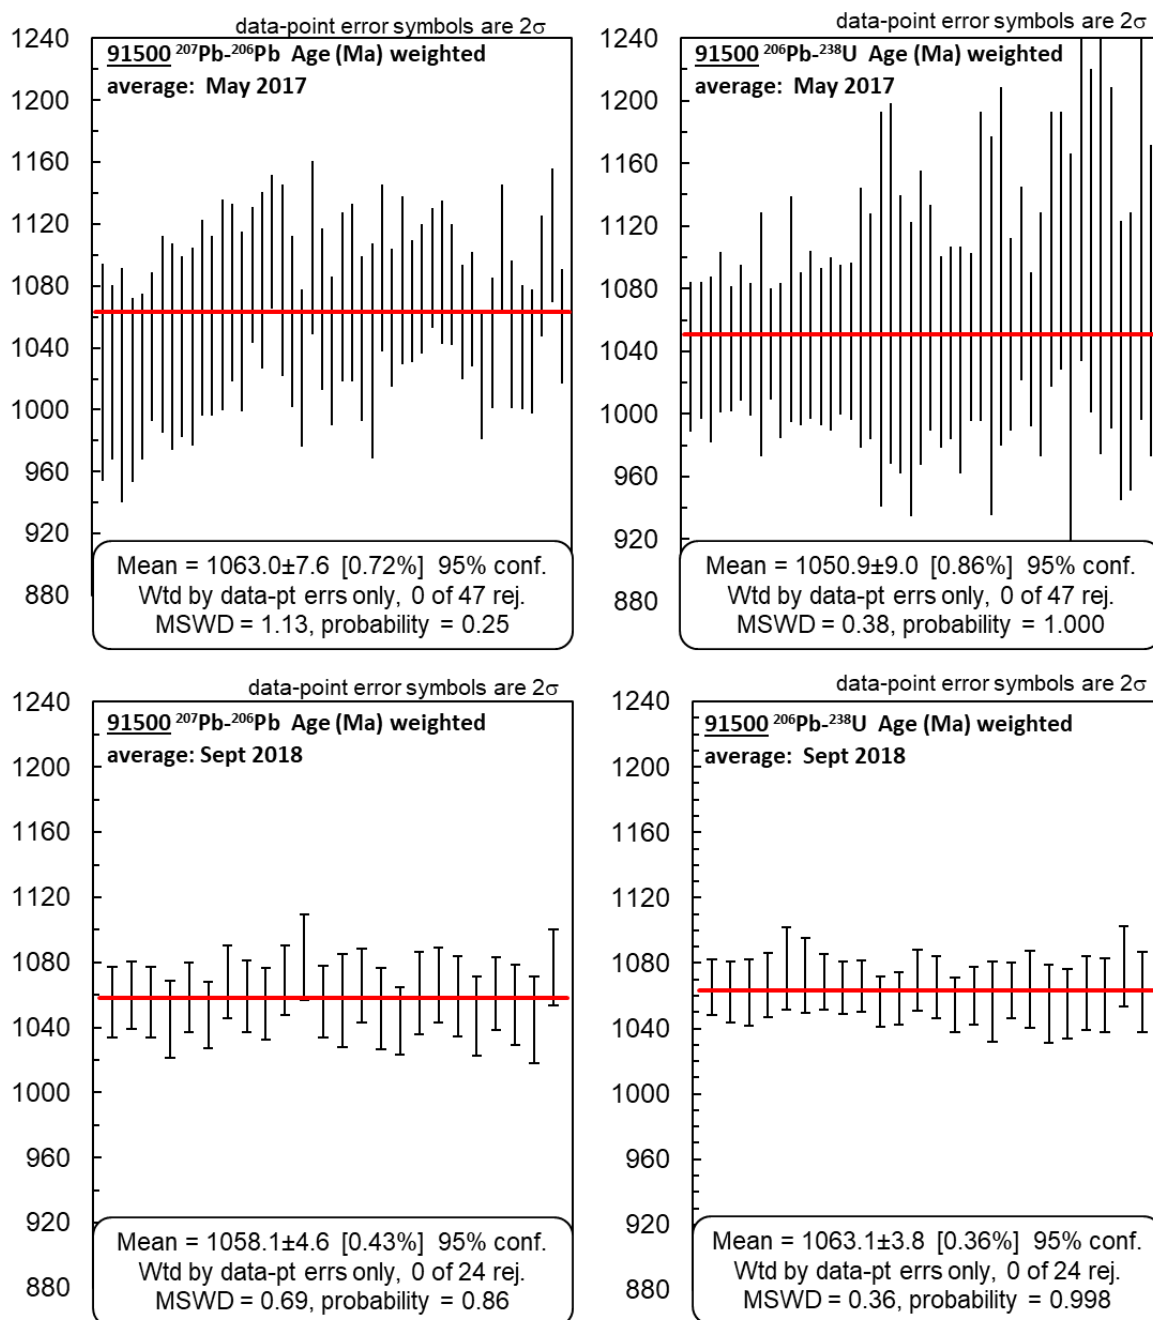 data-point error symbols are 2σ
91500 ²⁰⁷Pb-²⁰⁶Pb Age (Ma) weighted
average: May 2017
1240
1200
1160
1120
1080
1040
1000
960
920
880
Mean = 1063.0±7.6 [0.72%] 95% conf.
Wtd by data-pt errs only, 0 of 47 rej.
MSWD = 1.13, probability = 0.25
data-point error symbols are 2σ
91500 ²⁰⁶Pb-²³⁸U Age (Ma) weighted
average: May 2017
1240
1200
1160
1120
1080
1040
1000
960
920
880
Mean = 1050.9±9.0 [0.86%] 95% conf.
Wtd by data-pt errs only, 0 of 47 rej.
MSWD = 0.38, probability = 1.000
data-point error symbols are 2σ
91500 ²⁰⁷Pb-²⁰⁶Pb Age (Ma) weighted
average: Sept 2018
1240
1200
1160
1120
1080
1040
1000
960
920
880
Mean = 1058.1±4.6 [0.43%] 95% conf.
Wtd by data-pt errs only, 0 of 24 rej.
MSWD = 0.69, probability = 0.86
data-point error symbols are 2σ
91500 ²⁰⁶Pb-²³⁸U Age (Ma) weighted
average: Sept 2018
1240
1200
1160
1120
1080
1040
1000
960
920
880
Mean = 1063.1±3.8 [0.36%] 95% conf.
Wtd by data-pt errs only, 0 of 24 rej.
MSWD = 0.36, probability = 0.998